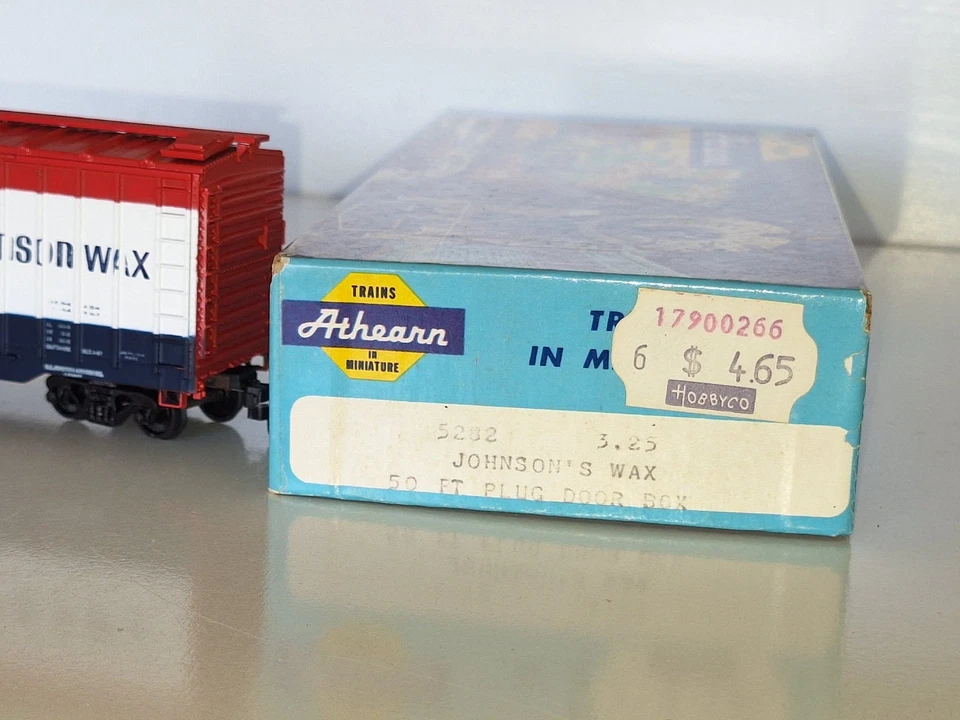 NSON WAX
TRAINS
Athearn
IN
MINIATURE
TR
IN M
17900266
6 $ 4.65
HOBBYCO
5282 3.25
JOHNSON'S WAX
50 FT PLUG DOOR BOX